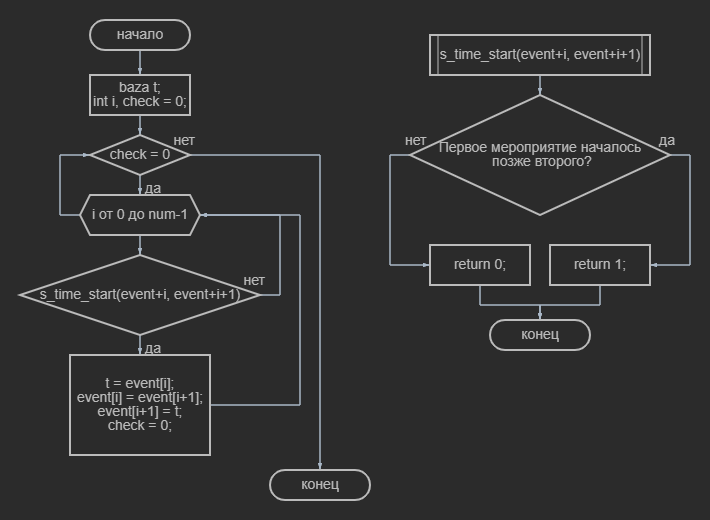 начало
baza t;
int i, check = 0;
check = 0
нет
да
i от 0 до num-1
s_time_start(event+i, event+i+1)
нет
да
t = event[i];
event[i] = event[i+1];
event[i+1] = t;
check = 0;
конец
s_time_start(event+i, event+i+1)
Первое мероприятие началось
позже второго?
нет
да
return 0;
return 1;
конец